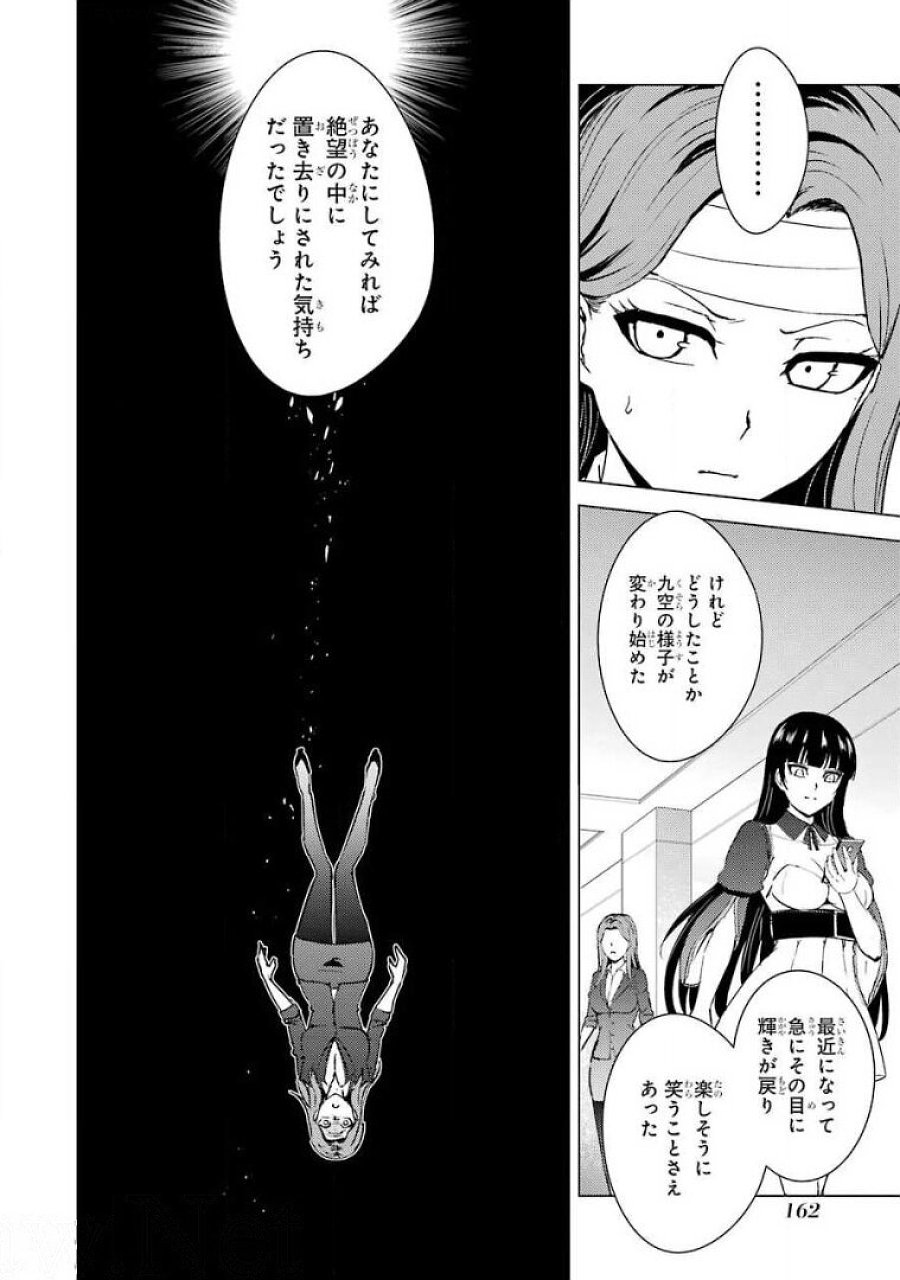 …………
けれど
どうしたことか
九空の様子が
変わり始めた
最近になって
急にその目に
輝きが戻り
楽しそうに
笑うことさえ
あった
あなたにしてみれば
絶望の中に
置き去りにされた気持ち
だったでしょう
162